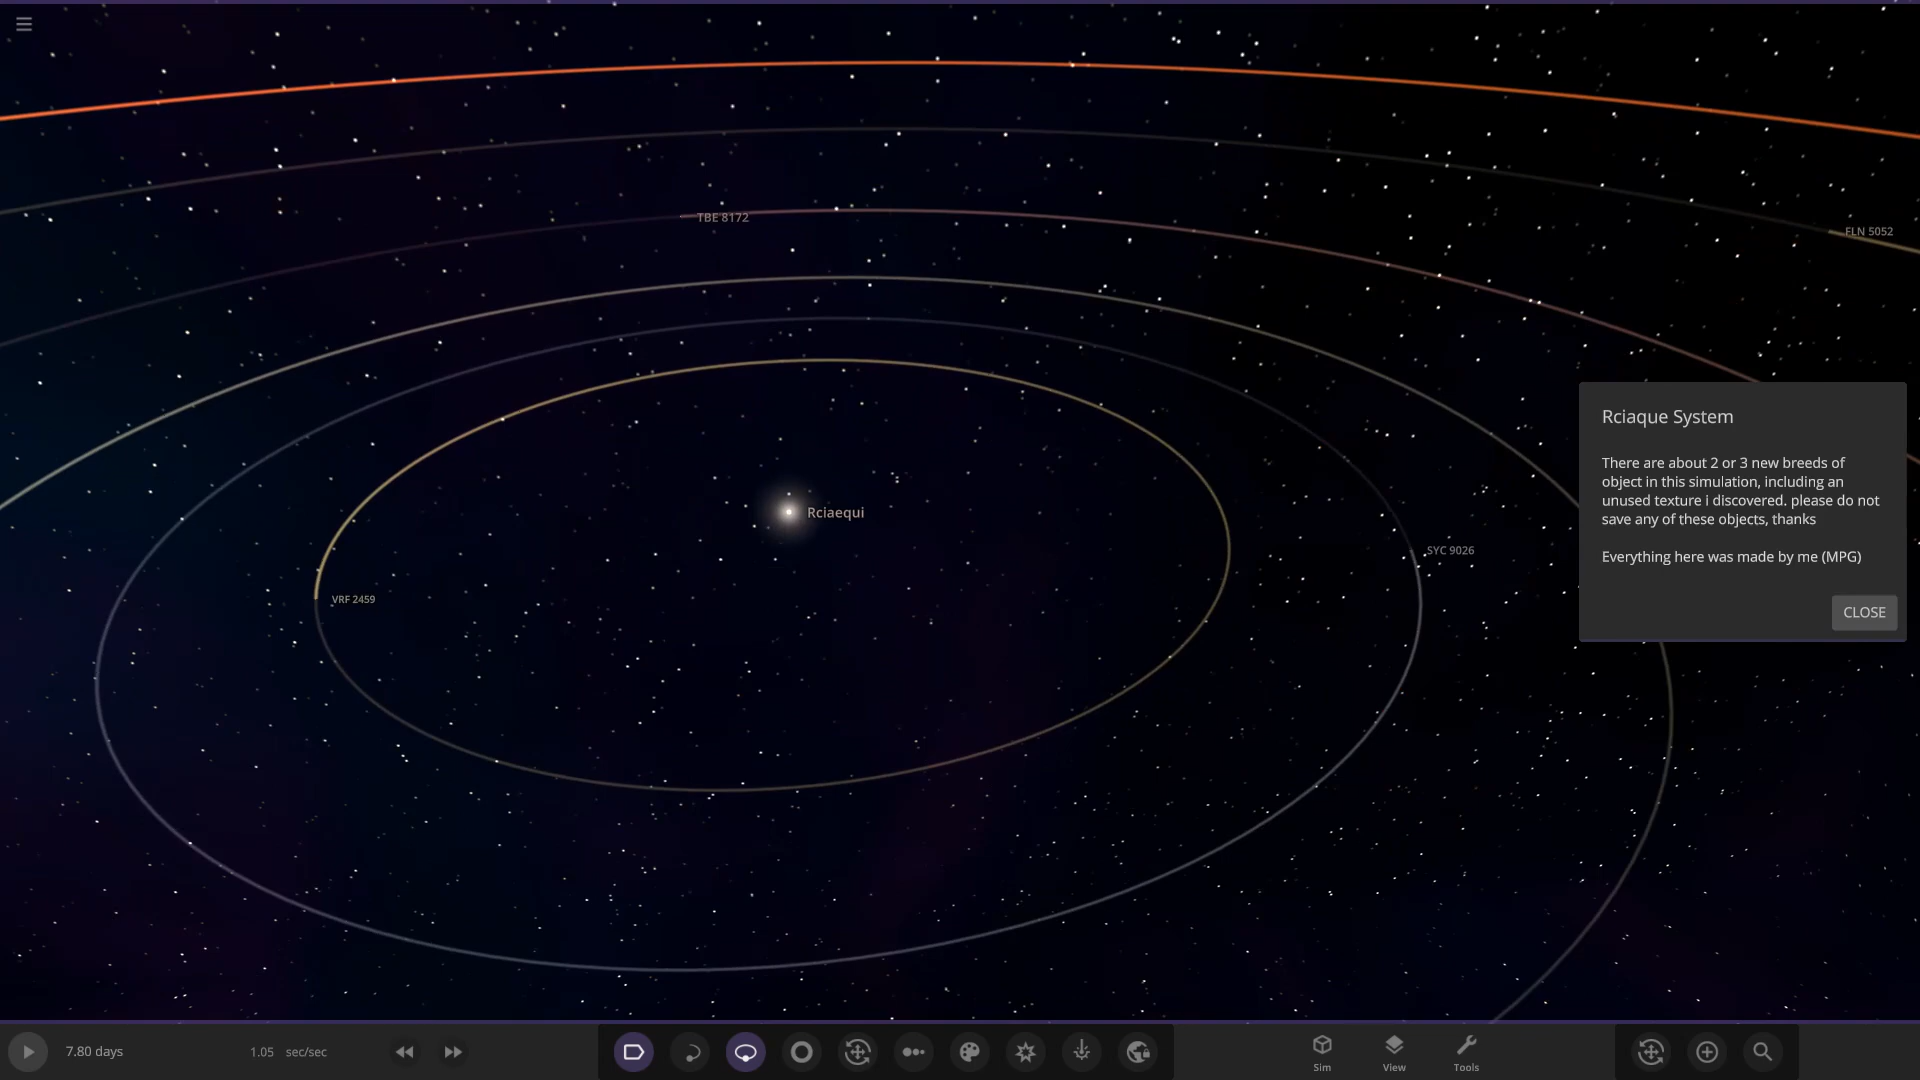 TBE 8172
FLN 5052
Rciaequi
SYC 9026
VRF 2459
Rciaque System
There are about 2 or 3 new breeds of
object in this simulation, including an
unused texture i discovered. please do not
save any of these objects, thanks
Everything here was made by me (MPG)
CLOSE
7.80 days
1.05 sec/sec
Sim
View
Tools